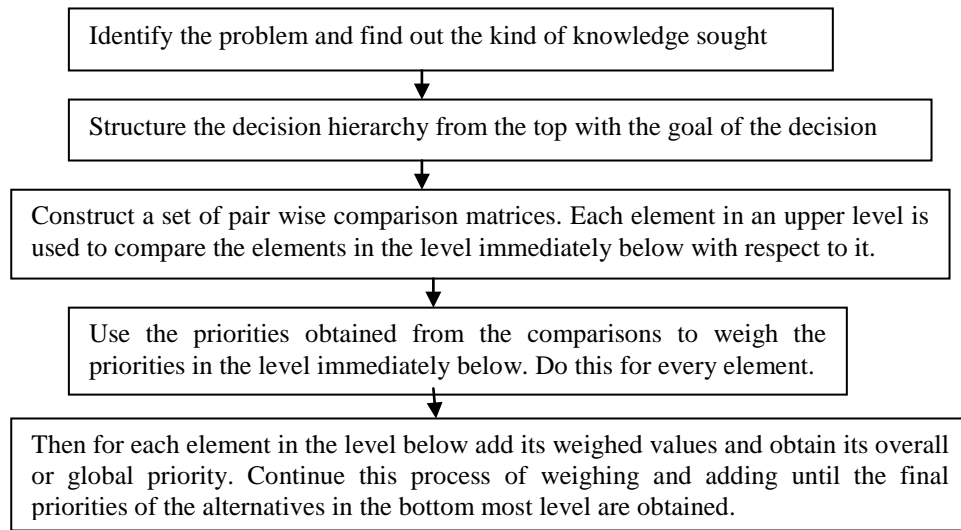 Identify the problem and find out the kind of knowledge sought
Structure the decision hierarchy from the top with the goal of the decision
Construct a set of pair wise comparison matrices. Each element in an upper level is
used to compare the elements in the level immediately below with respect to it.
Use the priorities obtained from the comparisons to weigh the
priorities in the level immediately below. Do this for every element.
Then for each element in the level below add its weighed values and obtain its overall
or global priority. Continue this process of weighing and adding until the final
priorities of the alternatives in the bottom most level are obtained.